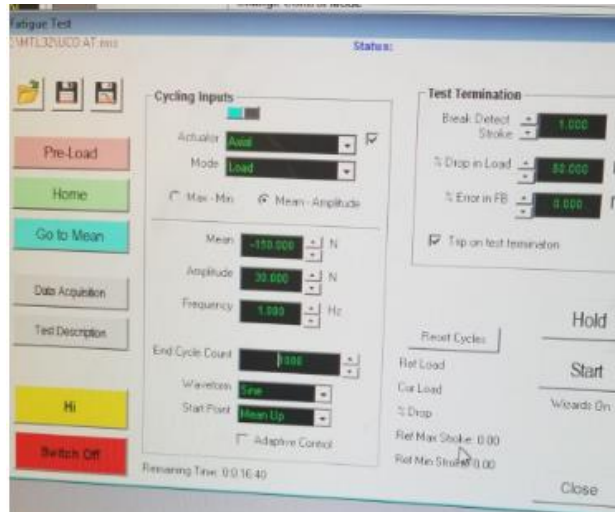 Fatigue Test
Status:
Cycling Inputs
Actuator Axial
Mode Load
Max - Min Mean - Amplitude
Mean -150.000 N
Amplitude 30.000 N
Frequency 1.000 Hz
End Cycle Count 1000
Waveform Sine
Start Point Mean Up
Adaptive Control
Remaining Time: 0:0:16:40
Pre-Load
Home
Go to Mean
Data Acquisition
Test Description
Hi
Switch Off
Test Termination
Break Detect Stroke 1.000
% Drop in Load
% Error in FB 0.000
Trip on test terminaton
Reset Cycles
Ref Load
Cur Load
% Drop
Ref Max Stroke: 0.00
Ref Min 0.00
Hold
Start
Wizards On
Close